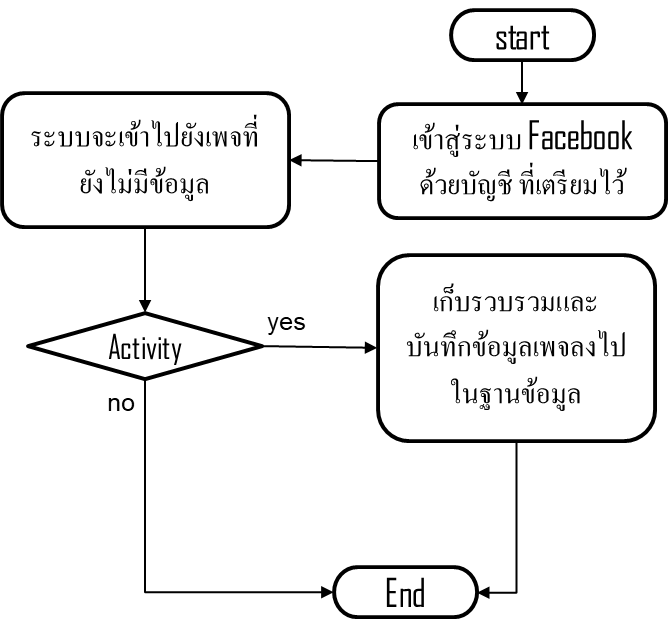 start
เข้าสู่ระบบ Facebook
ด้วยบัญชี ที่เตรียมไว้
ระบบจะเข้าไปยังเพจที่
ยังไม่มีข้อมูล
Activity
yes
no
เก็บรวบรวมและ
บันทึกข้อมูลเพจลงไป
ในฐานข้อมูล
End